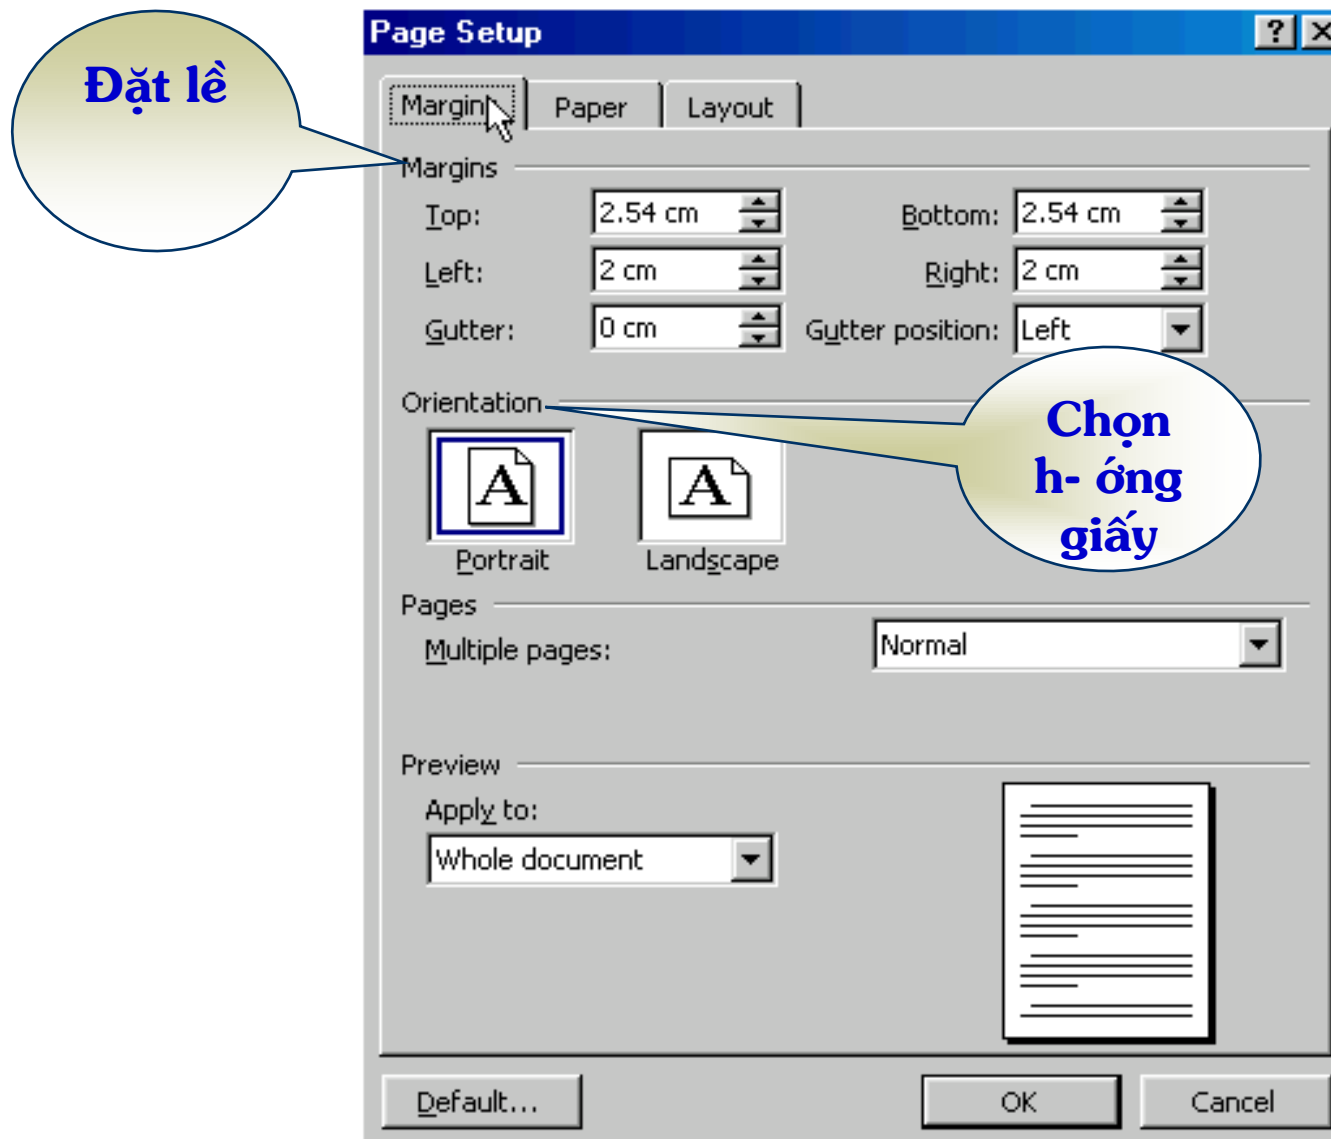 Page Setup
Đặt lề
Margins Paper Layout
Margins
Top: 2.54 cm Bottom: 2.54 cm
Left: 2 cm Right: 2 cm
Gutter: 0 cm Gutter position: Left
Orientation
Chọn
h- ớng
giấy
A A
Portrait Landscape
Pages
Multiple pages: Normal
Preview
Apply to:
Whole document
Default... OK Cancel